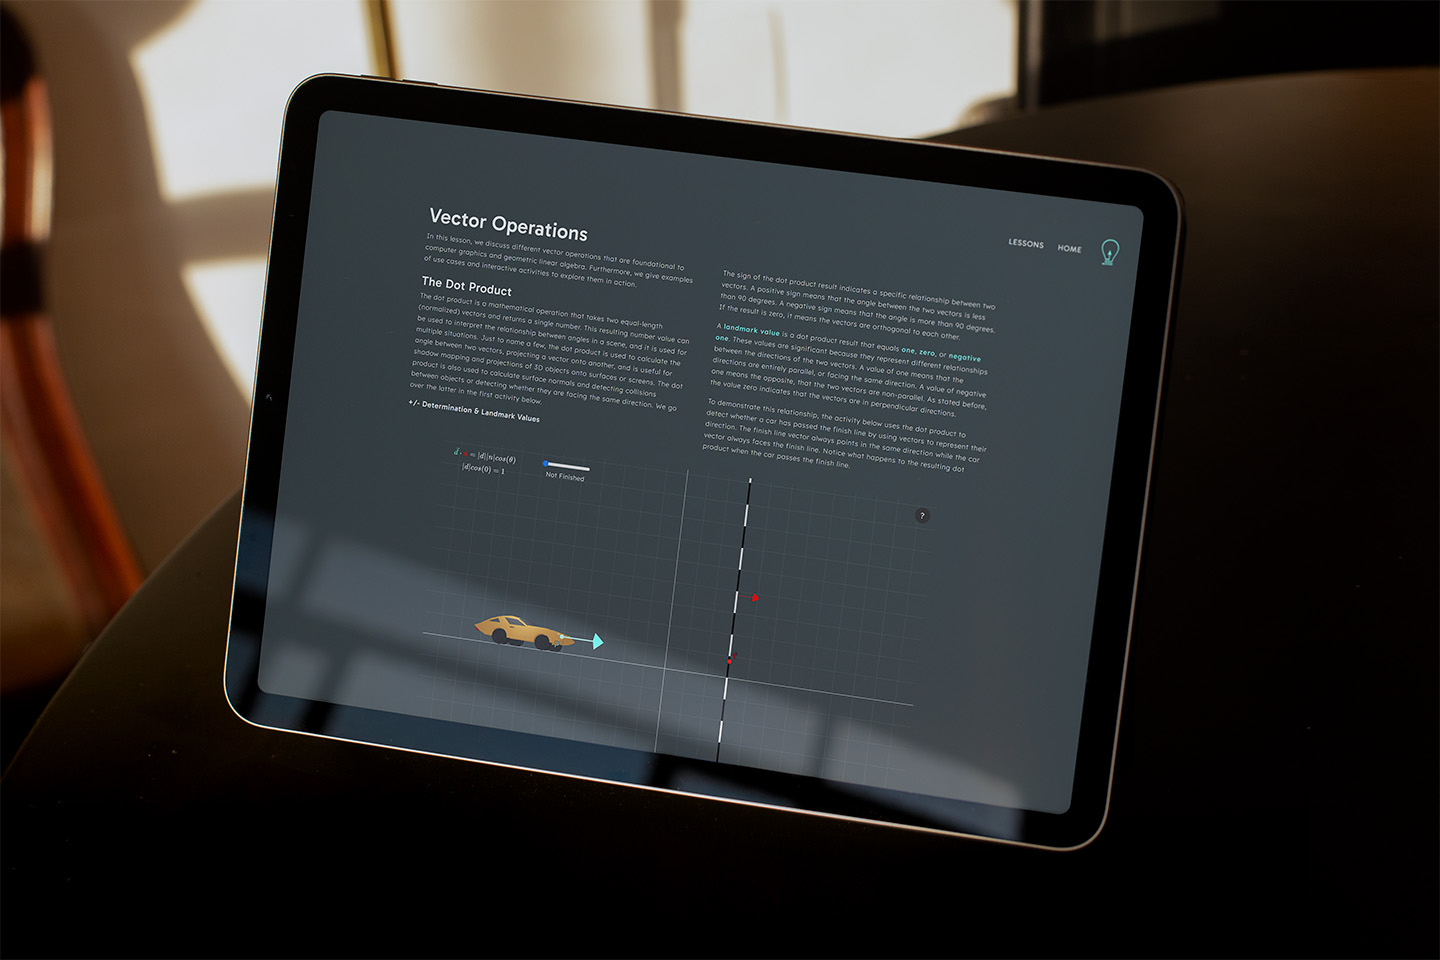 Vector Operations
In this lesson, we discuss different vector operations that are foundational to
computer graphics and geometric linear algebra. Furthermore, we give examples
of use cases and interactive activities to explore them in action.
The Dot Product
The dot product is a mathematical operation that takes two equal-length
(normalized) vectors and returns a single number. This resulting number value can
be used to interpret the relationship between angles in a scene, and it is used for
multiple situations. Just to name a few, the dot product is used to calculate the
angle between two vectors, projecting a vector onto another, and is useful for
shadow mapping and projections of 3D objects onto surfaces or screens. The dot
product is also used to calculate surface normals and detecting collisions
between objects or detecting whether they are facing the same direction. We go
over the latter in the first activity below.
+/- Determination & Landmark Values
LESSONS HOME
The sign of the dot product result indicates a specific relationship between two
vectors. A positive sign means that the angle between the two vectors is less
than 90 degrees. A negative sign means that the angle is more than 90 degrees.
If the result is zero, it means the vectors are orthogonal to each other.
A landmark value is a dot product result that equals one, zero, or negative
one. These values are significant because they represent different relationships
between the directions of the two vectors. A value of one means that the
directions are entirely parallel, or facing the same direction. A value of negative
one means the opposite, that the two vectors are non-parallel. As stated before,
the value zero indicates that the vectors are in perpendicular directions.
To demonstrate this relationship, the activity below uses the dot product to
detect whether a car has passed the finish line by using vectors to represent their
direction. The finish line vector always points in the same direction while the car
vector always faces the finish line. Notice what happens to the resulting dot
product when the car passes the finish line.
= |d||n|cos(θ)
|d|cos(0) = 1
Not Finished
?